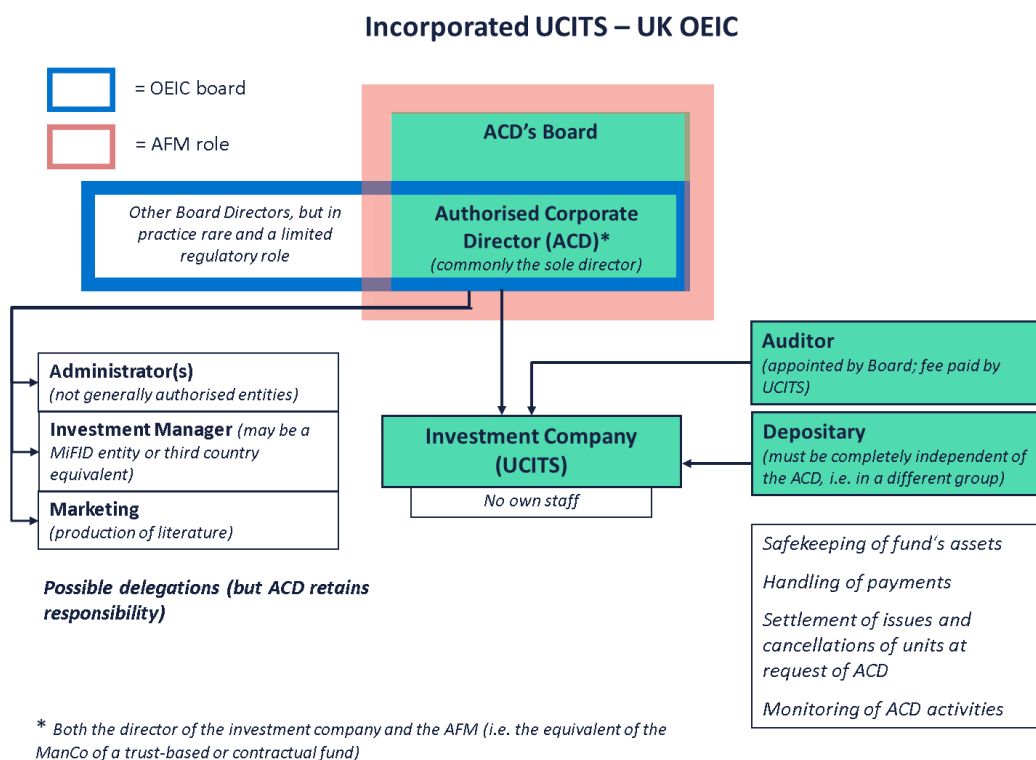 Incorporated UCITS – UK OEIC
= OEIC board
= AFM role
ACD's Board
Other Board Directors, but in
practice rare and a limited
regulatory role
Authorised Corporate
Director (ACD)*
(commonly the sole director)
Administrator(s)
(not generally authorised entities)
Investment Manager (may be a
MiFID entity or third country
equivalent)
Marketing
(production of literature)
Possible delegations (but ACD retains
responsibility)
Investment Company
(UCITS)
No own staff
Auditor
(appointed by Board; fee paid by
UCITS)
Depositary
(must be completely independent of
the ACD, i.e. in a different group)
Safekeeping of fund‘s assets
Handling of payments
Settlement of issues and
cancellations of units at
request of ACD
Monitoring of ACD activities
* Both the director of the investment company and the AFM (i.e. the equivalent of the
ManCo of a trust-based or contractual fund)